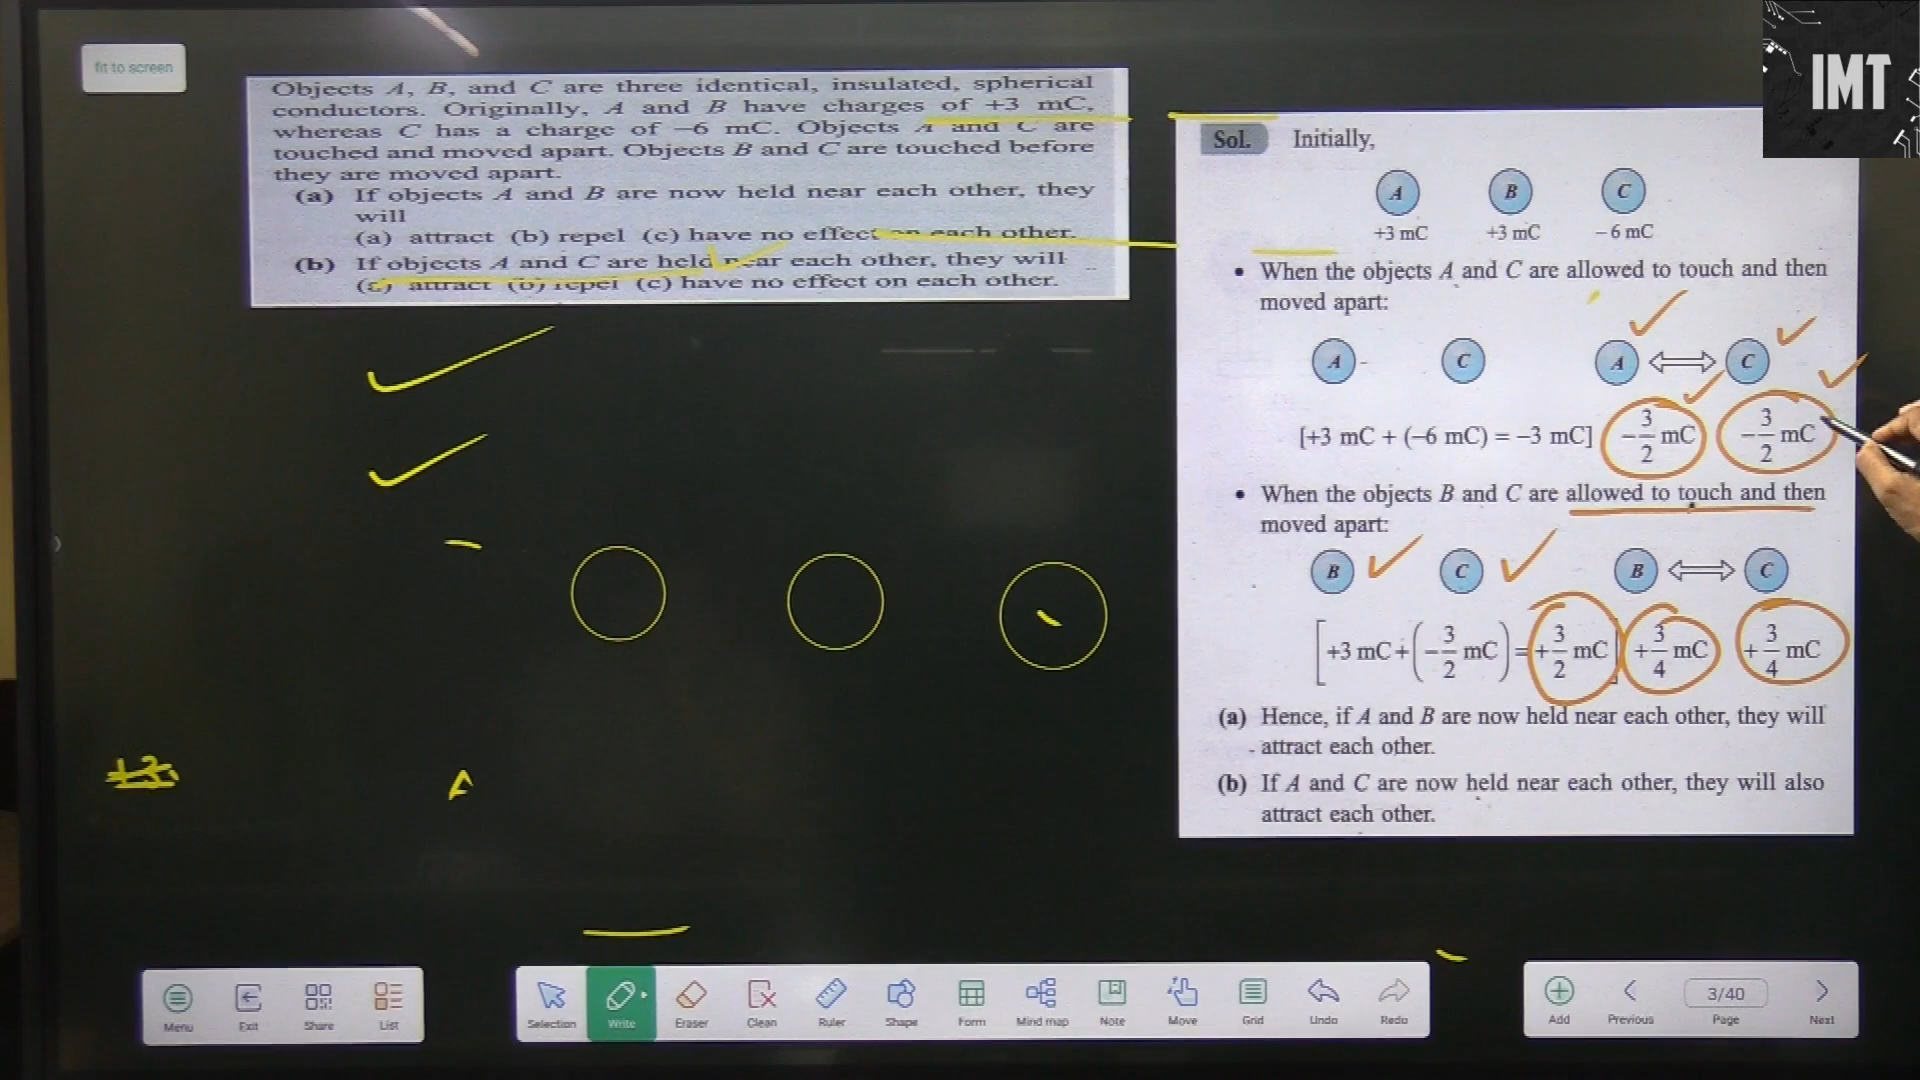 fit to screen
IMT
Objects A, B, and C are three identical, insulated, spherical
conductors. Originally, A and B have charges of +3 mC,
whereas C has a charge of −6 mC. Objects A and C are
touched and moved apart. Objects B and C are touched before
they are moved apart.
(a) If objects A and B are now held near each other, they
will
(a) attract (b) repel (c) have no effect on each other.
(b) If objects A and C are held near each other, they will
(a) attract (b) repel (c) have no effect on each other.
Sol. Initially,
A B C
+3 mC +3 mC −6 mC
• When the objects A and C are allowed to touch and then
moved apart:
A C A C
[+3 mC + (−6 mC) = −3 mC] −3/2 mC −3/2 mC
• When the objects B and C are allowed to touch and then
moved apart:
B C B C
[+3 mC + (−3/2 mC) = +3/2 mC] +3/4 mC +3/4 mC
(a) Hence, if A and B are now held near each other, they will
attract each other.
(b) If A and C are now held near each other, they will also
attract each other.
A
Menu Exit Share List
Selection Write Eraser Clean Ruler Shape Form Mind map Note Move Grid Undo Redo
3/40
Add Previous Page Next